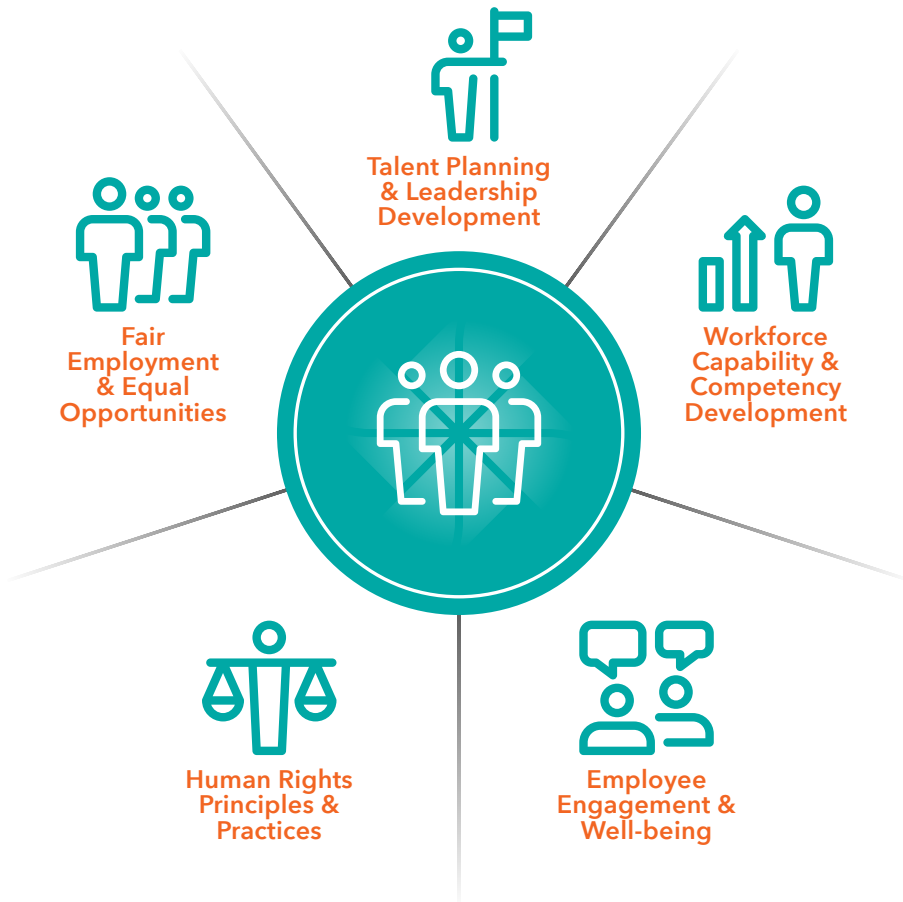 Talent Planning
& Leadership
Development
Fair
Employment
& Equal
Opportunities
Workforce
Capability &
Competency
Development
Human Rights
Principles &
Practices
Employee
Engagement &
Well-being